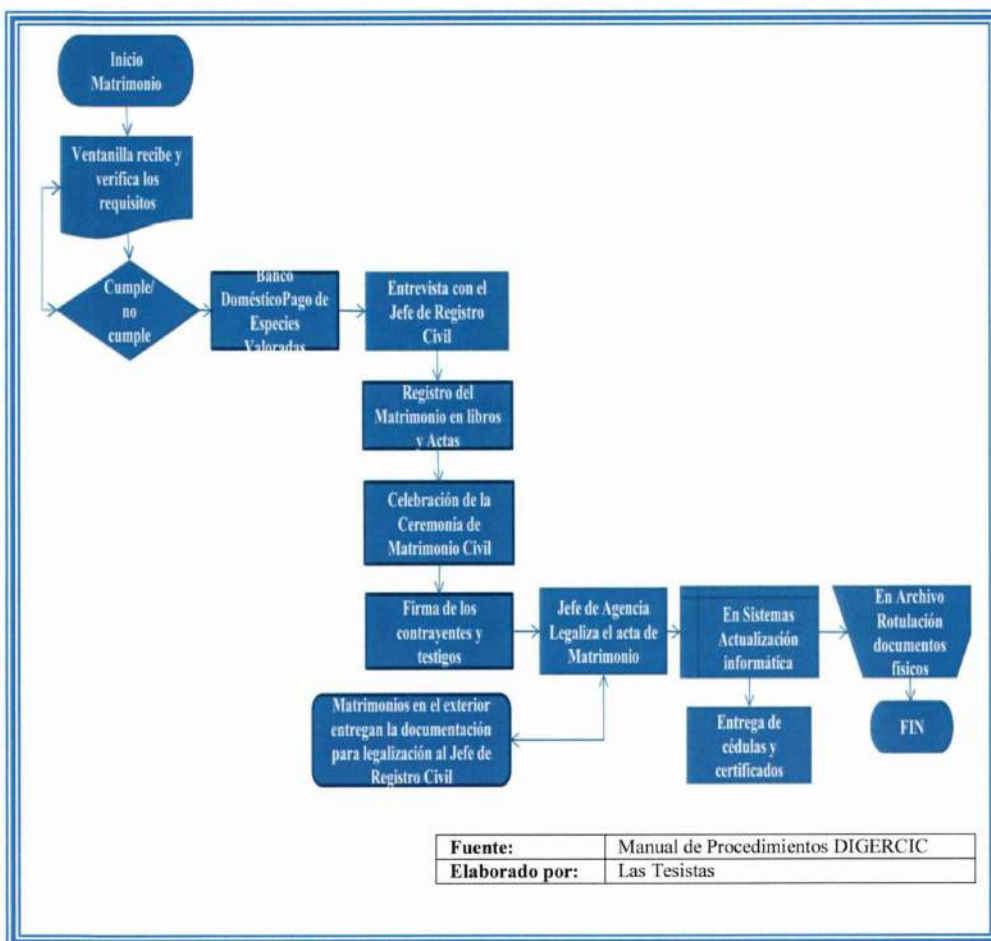 Inicio
Matrimonio
Ventanilla recibe y
verifica los
requisitos
Cumple/
no
cumple
Banco
DomésticoPago de
Especies
Valoradas
Entrevista con el
Jefe de Registro
Civil
Registro del
Matrimonio en libros
y Actas
Celebración de la
Ceremonia de
Matrimonio Civil
Firma de los
contrayentes y
testigos
Jefe de Agencia
Legaliza el acta de
Matrimonio
En Sistemas
Actualización
informática
En Archivo
Rotulación
documentos
físicos
Matrimonios en el exterior
entregan la documentación
para legalización al Jefe de
Registro Civil
Entrega de
cédulas y
certificados
FIN
Fuente: Manual de Procedimientos DIGERCIC
Elaborado por: Las Tesistas